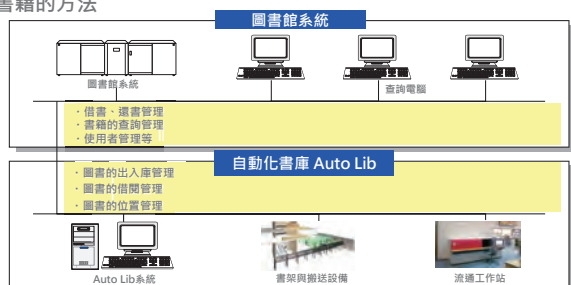 書籍的方法
圖書館系統
圖書館系統
查詢電腦
・借書、還書管理
・書籍的查詢管理
・使用者管理等
自動化書庫 Auto Lib
・圖書的出入庫管理
・圖書的借閱管理
・圖書的位置管理
Auto Lib系統
書架與搬送設備
流通工作站